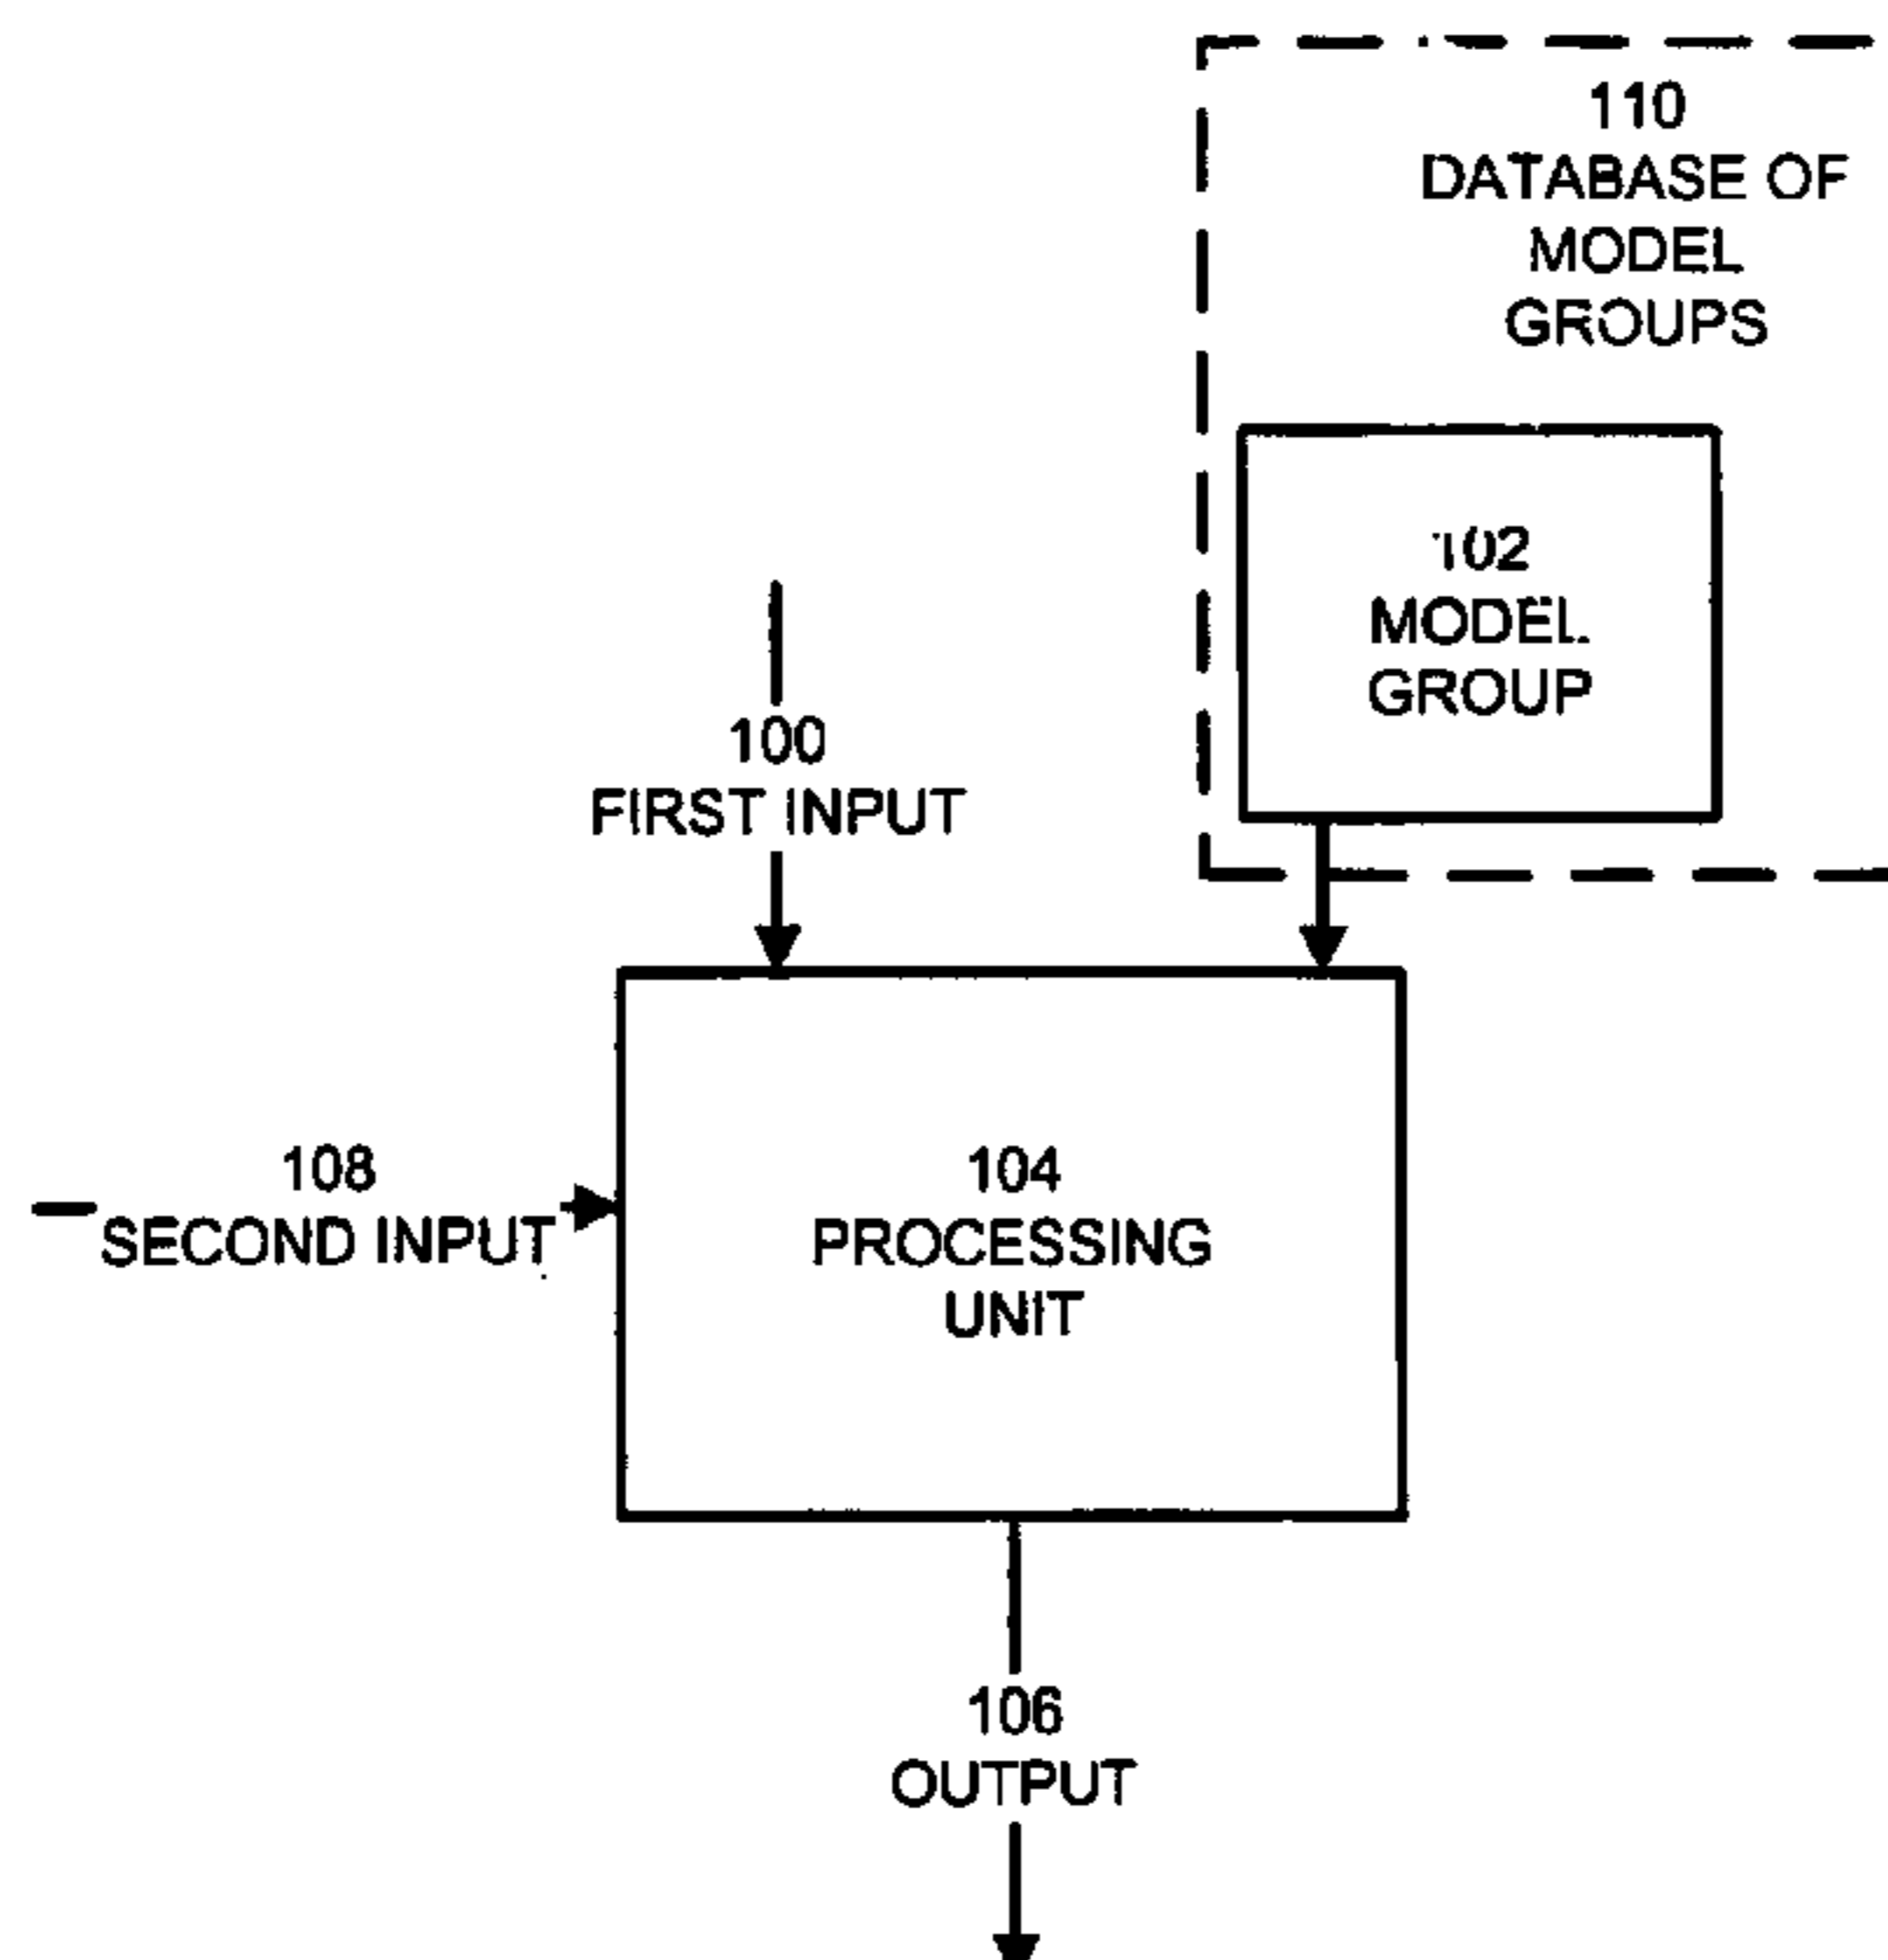 110
DATABASE OF
MODEL
GROUPS
102
MODEL
GROUP
100
FIRST INPUT
108
SECOND INPUT
104
PROCESSING
UNIT
106
OUTPUT